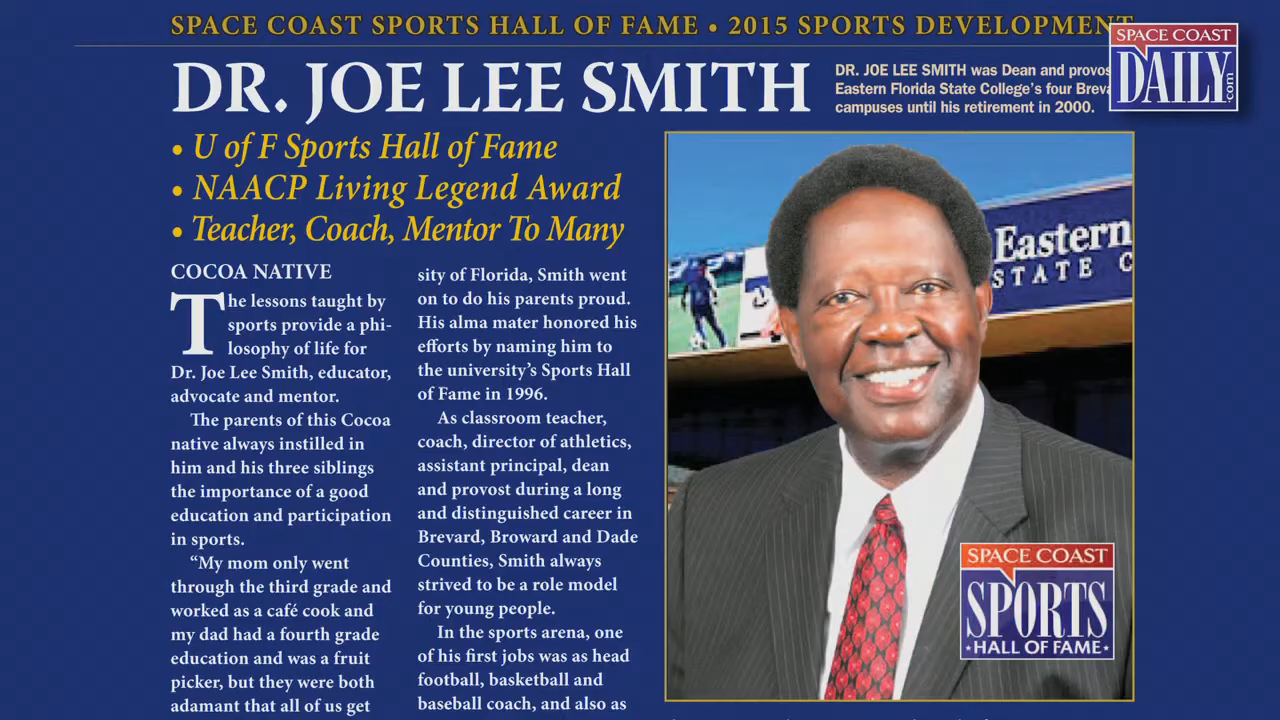 SPACE COAST SPORTS HALL OF FAME • 2015 SPORTS DEVELOPMENT
SPACE COAST
DAILY.com
DR. JOE LEE SMITH
DR. JOE LEE SMITH was Dean and
Eastern Florida State College's four
campuses until his retirement in 2000.
• U of F Sports Hall of Fame
• NAACP Living Legend Award
• Teacher, Coach, Mentor To Many
COCOA NATIVE
The lessons taught by
sports provide a phi-
losophy of life for
Dr. Joe Lee Smith, educator,
advocate and mentor.
The parents of this Cocoa
native always instilled in
him and his three siblings
the importance of a good
education and participation
in sports.
“My mom only went
through the third grade and
worked as a café cook and
my dad had a fourth grade
education and was a fruit
picker, but they were both
adamant that all of us get
sity of Florida, Smith went
on to do his parents proud.
His alma mater honored his
efforts by naming him to
the university’s Sports Hall
of Fame in 1996.
As classroom teacher,
coach, director of athletics,
assistant principal, dean
and provost during a long
and distinguished career in
Brevard, Broward and Dade
Counties, Smith always
strived to be a role model
for young people.
In the sports arena, one
of his first jobs was as head
football, basketball and
baseball coach, and also as
Eastern
STATE C
SPACE COAST
SPORTS
HALL OF FAME